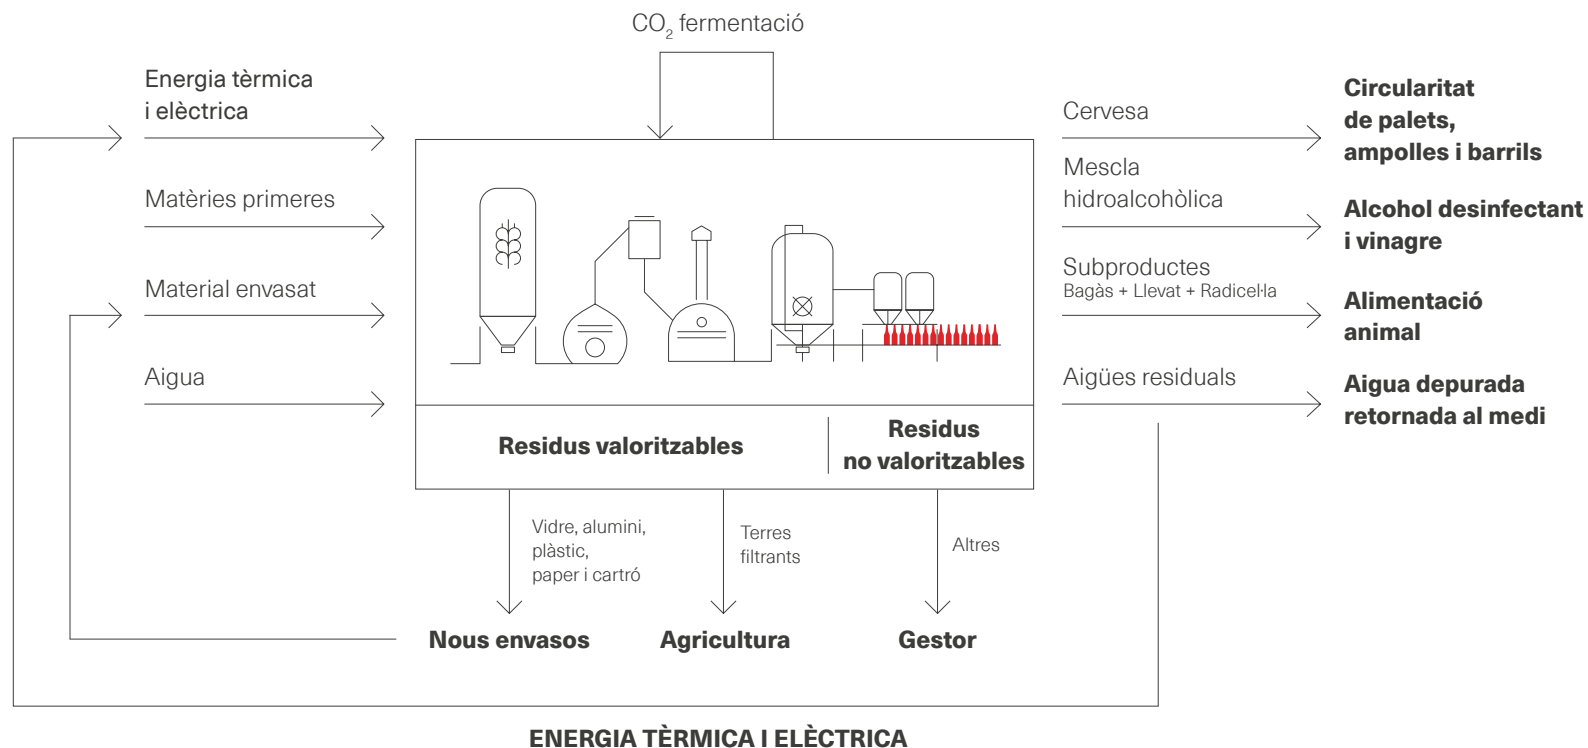 CO₂ fermentació
Energia tèrmica
i elèctrica
Matèries primeres
Material envasat
Aigua
Cervesa
Mescla
hidroalcohòlica
Subproductes
Bagàs + Llevat + Radicel·la
Aigües residuals
Circularitat
de palets,
ampolles i barrils
Alcohol desinfectant
i vinagre
Alimentació
animal
Aigua depurada
retornada al medi
Residus valoritzables
Residus
no valoritzables
Vidre, alumini,
plàstic,
paper i cartró
Terres
filtrants
Altres
Nous envasos
Agricultura
Gestor
ENERGIA TÈRMICA I ELÈCTRICA